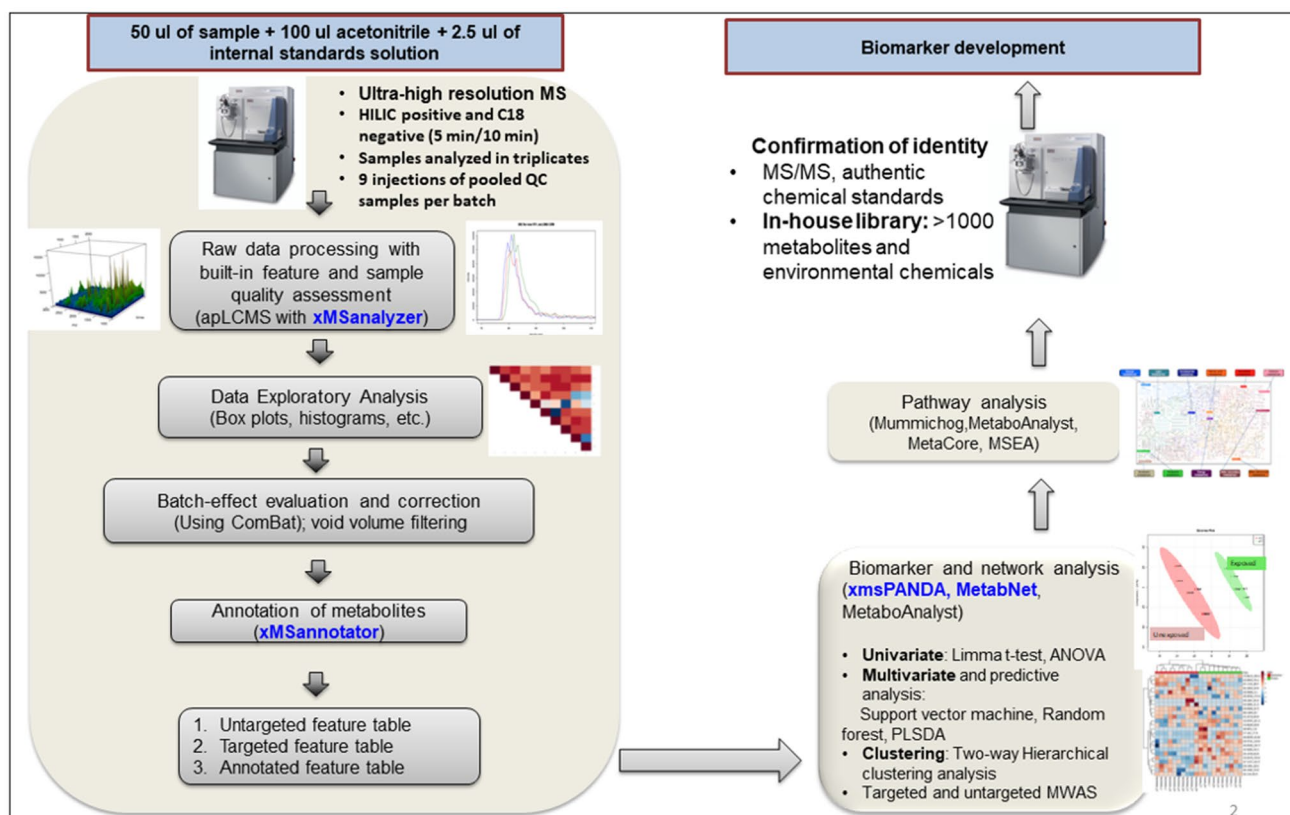 50 ul of sample + 100 ul acetonitrile + 2.5 ul of
internal standards solution
• Ultra-high resolution MS
• HILIC positive and C18
negative (5 min/10 min)
• Samples analyzed in triplicates
• 9 injections of pooled QC
samples per batch
Raw data processing with
built-in feature and sample
quality assessment
(apLCMS with xMSanalyzer)
Data Exploratory Analysis
(Box plots, histograms, etc.)
Batch-effect evaluation and correction
(Using ComBat); void volume filtering
Annotation of metabolites
(xMSannotator)
1. Untargeted feature table
2. Targeted feature table
3. Annotated feature table
Biomarker development
Confirmation of identity
• MS/MS, authentic
chemical standards
• In-house library: >1000
metabolites and
environmental chemicals
Pathway analysis
(Mummichog,MetaboAnalyst,
MetaCore, MSEA)
Biomarker and network analysis
(xmsPANDA, MetabNet,
MetaboAnalyst)
• Univariate: Limma t-test, ANOVA
• Multivariate and predictive
analysis:
Support vector machine, Random
forest, PLSDA
• Clustering: Two-way Hierarchical
clustering analysis
• Targeted and untargeted MWAS
Exposed
Unexposed
2